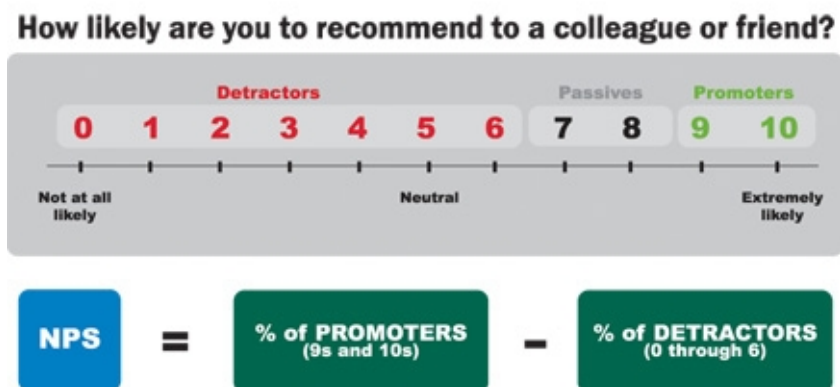 How likely are you to recommend to a colleague or friend?
Detractors Passives Promoters
0 1 2 3 4 5 6 7 8 9 10
Not at all Neutral Extremely
likely likely
NPS = % of PROMOTERS - % of DETRACTORS
(9s and 10s) (0 through 6)